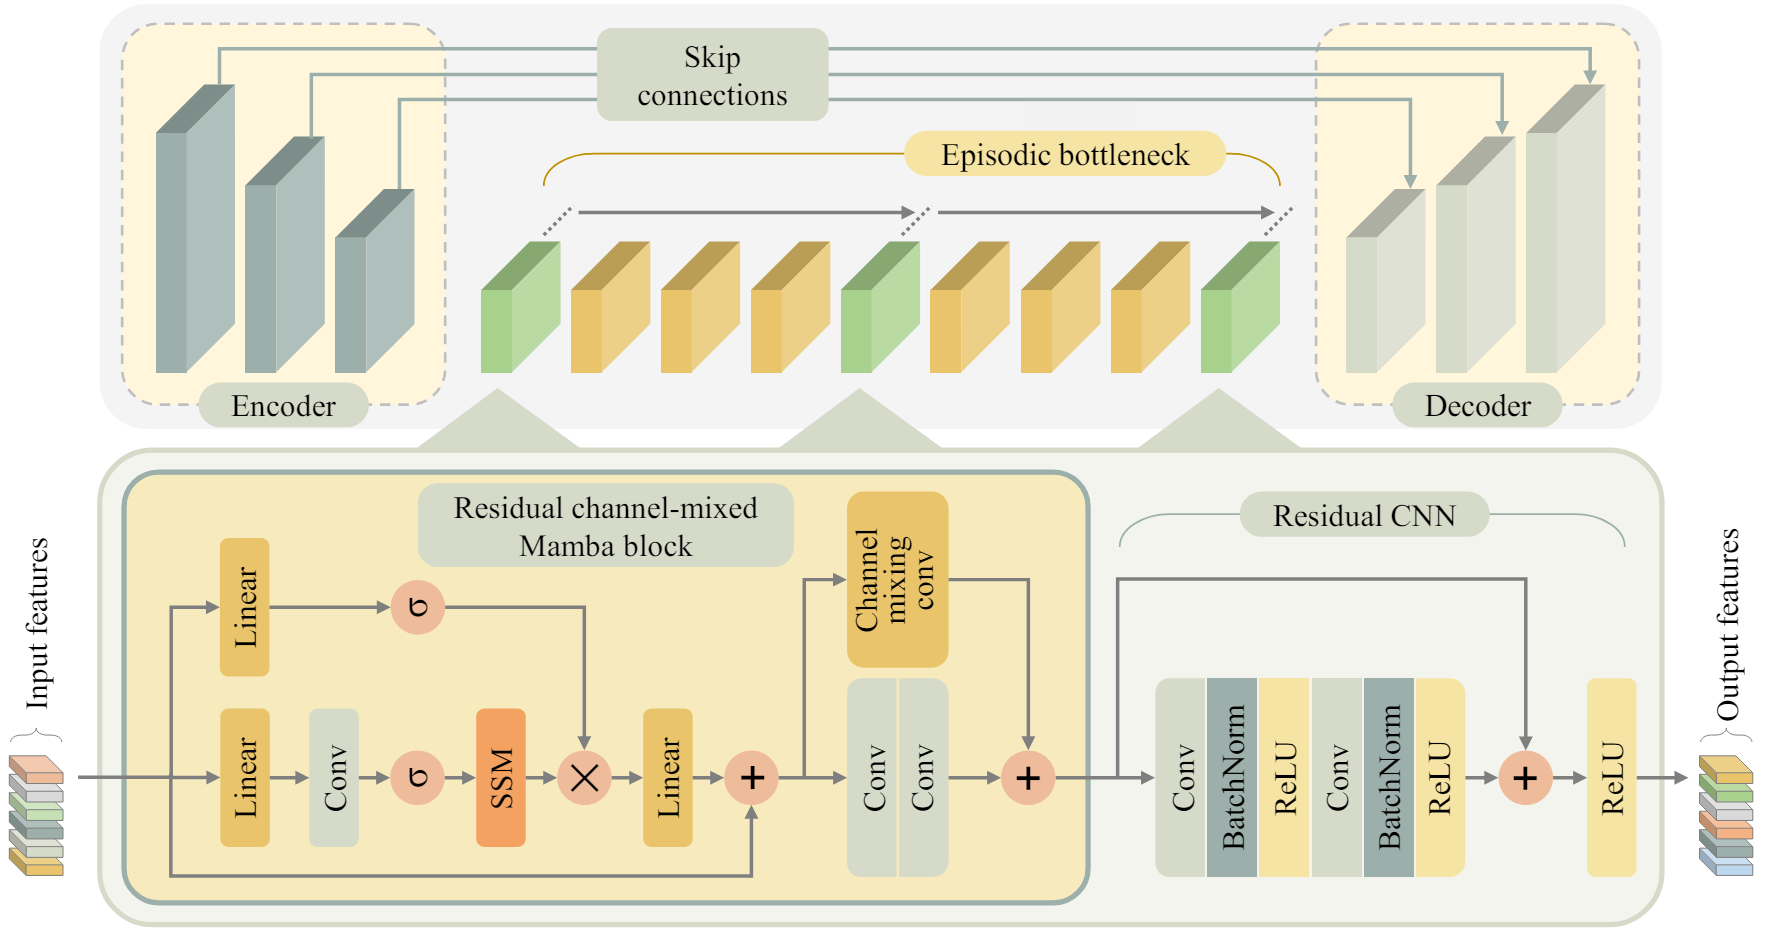 Skip
connections
Episodic bottleneck
Encoder
Decoder
Residual channel-mixed
Mamba block
Residual CNN
Input features
Linear
σ
Linear
Conv
σ
SSM
×
Linear
+
Channel
mixing
conv
Conv
Conv
+
Conv
BatchNorm
ReLU
Conv
BatchNorm
ReLU
+
ReLU
Output features